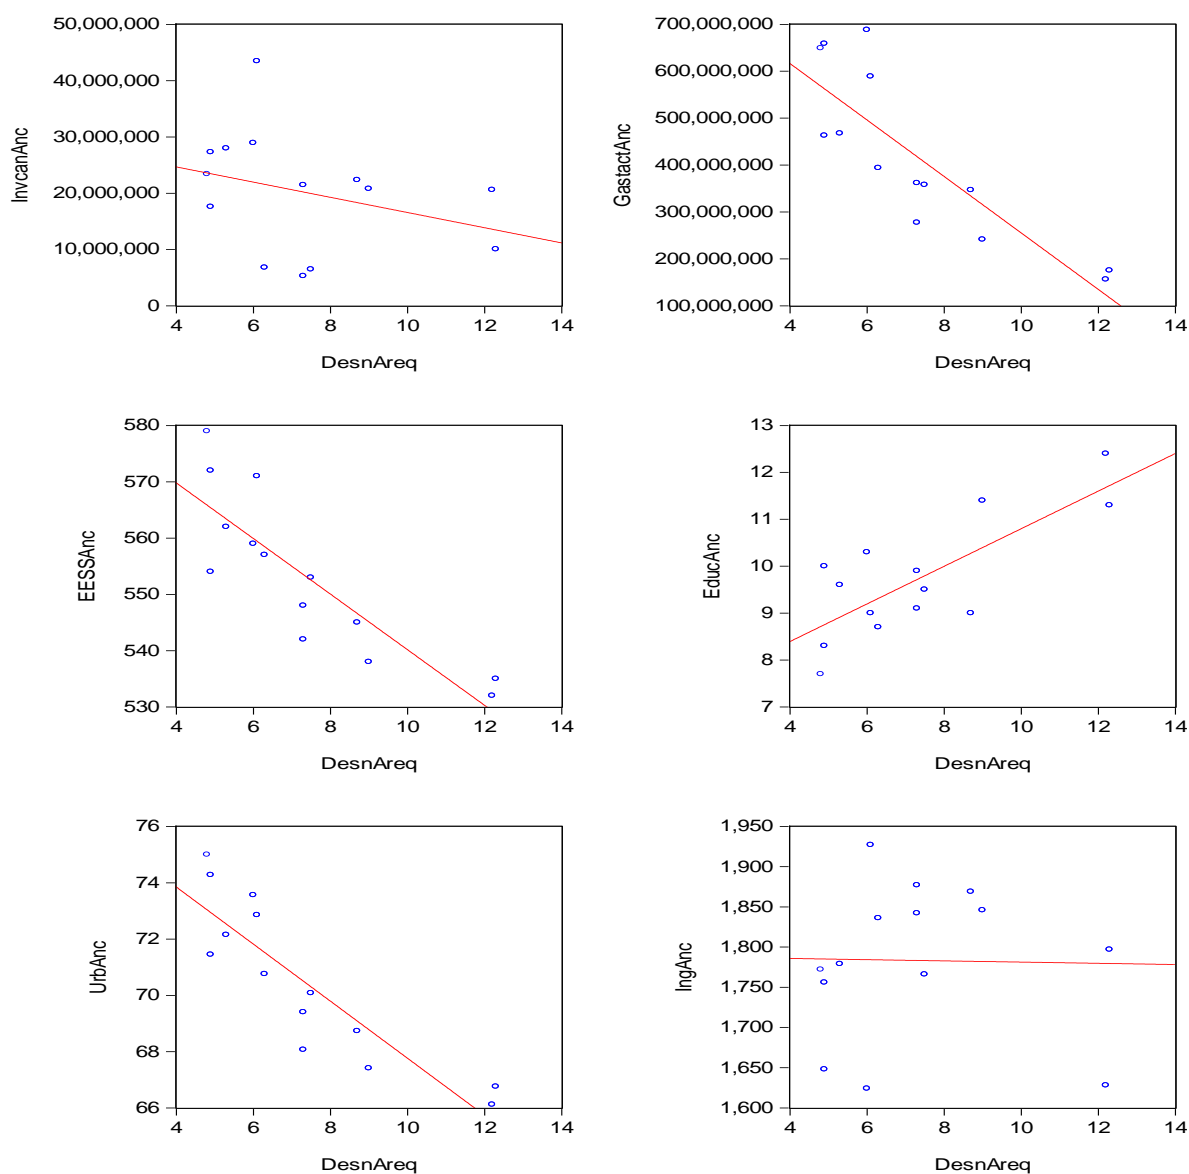 50,000,000
40,000,000
30,000,000
20,000,000
10,000,000
0
InvcanAnc
4 6 8 10 12 14
DesnAreq
700,000,000
600,000,000
500,000,000
400,000,000
300,000,000
200,000,000
100,000,000
GastactAnc
4 6 8 10 12 14
DesnAreq
580
570
560
550
540
530
EESSAnc
4 6 8 10 12 14
DesnAreq
13
12
11
10
9
8
7
EducAnc
4 6 8 10 12 14
DesnAreq
76
74
72
70
68
66
UrbAnc
4 6 8 10 12 14
DesnAreq
1,950
1,900
1,850
1,800
1,750
1,700
1,650
1,600
IngAnc
4 6 8 10 12 14
DesnAreq